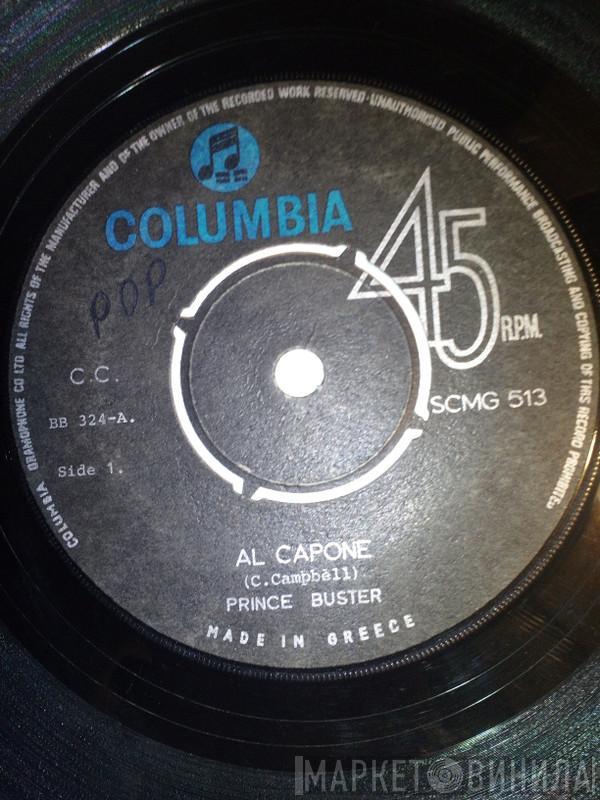 COLUMBIA GRAMOPHONE CO LTD ALL RIGHTS OF THE MANUFACTURER AND OF THE OWNER OF THE RECORDED WORK RESERVED·UNAUTHORISED PUBLIC PERFORMANCE BROADCASTING AND COPYING OF THIS RECORD PROHIBITED
COLUMBIA
45
R.P.M.
POP
C.C.
SCMG 513
BB 324-A.
Side 1.
AL CAPONE
(C.Campbell)
PRINCE BUSTER
MADE IN GREECE
МАРКЕТ ВИНИЛА